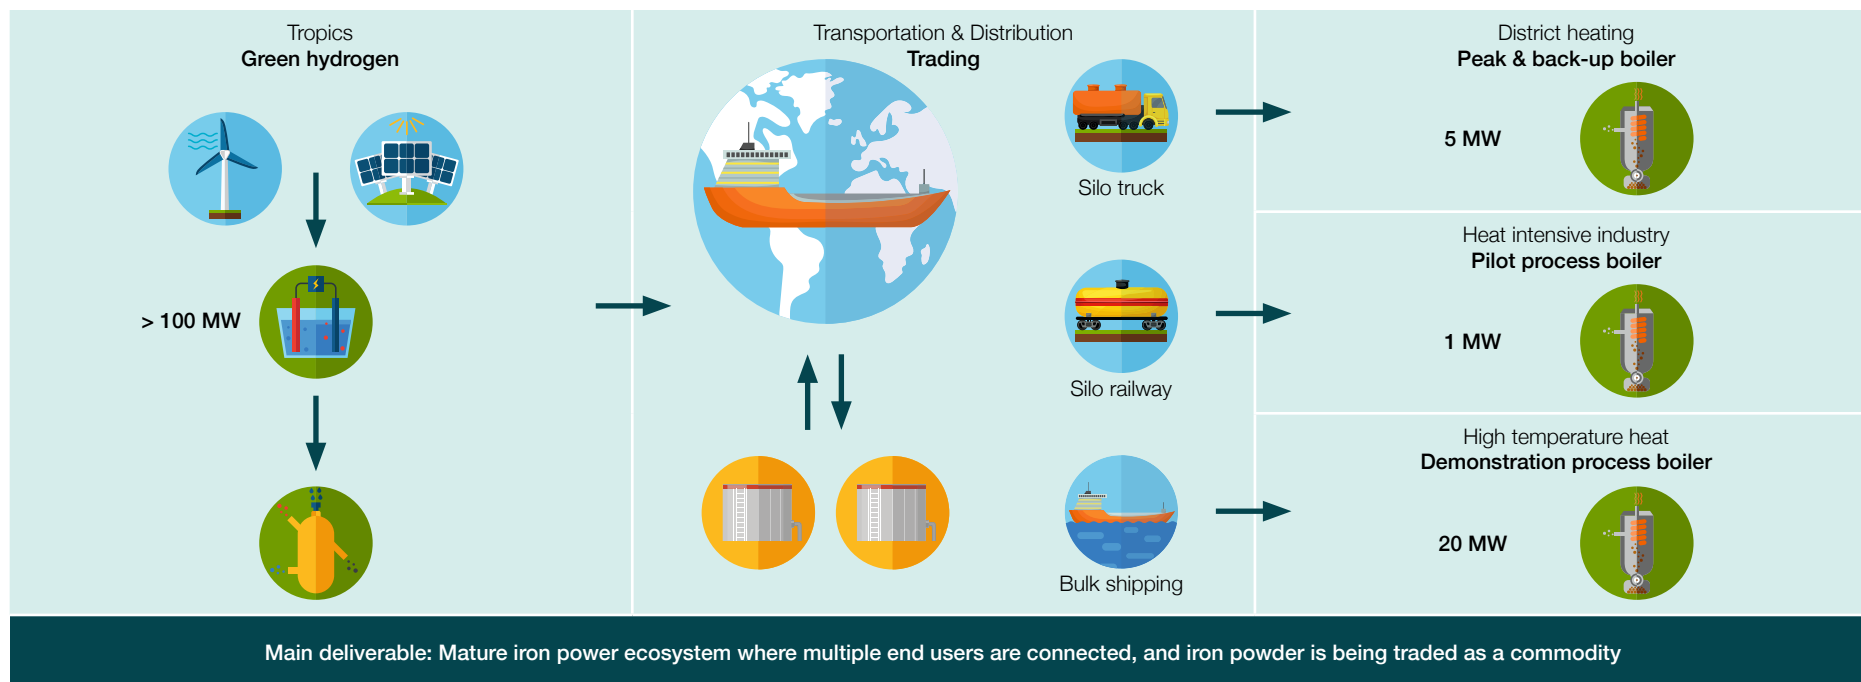 Tropics
Green hydrogen
> 100 MW
Transportation & Distribution
Trading
Silo truck
Silo railway
Bulk shipping
District heating
Peak & back-up boiler
5 MW
Heat intensive industry
Pilot process boiler
1 MW
High temperature heat
Demonstration process boiler
20 MW
Main deliverable: Mature iron power ecosystem where multiple end users are connected, and iron powder is being traded as a commodity